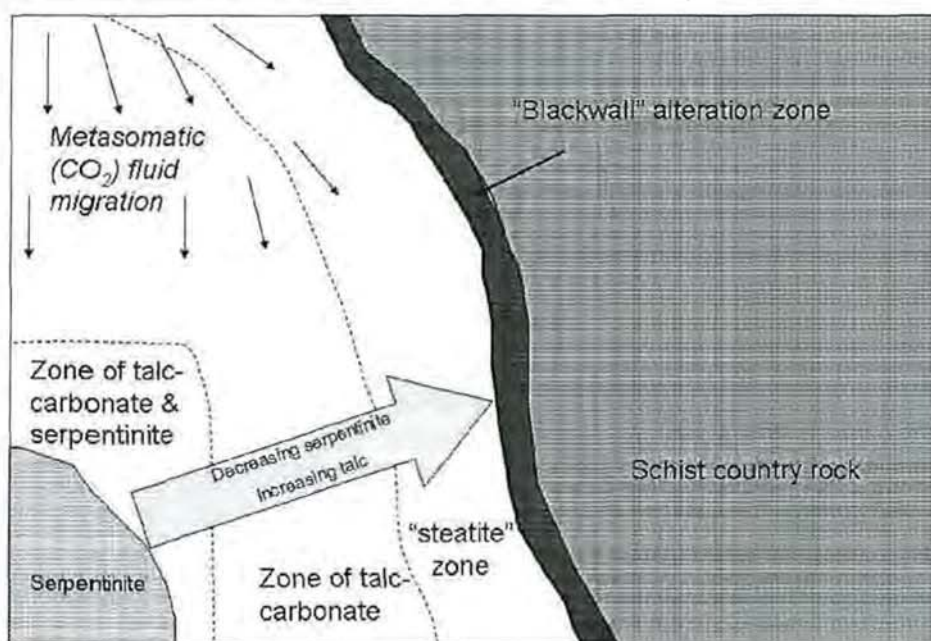 "Blackwall" alteration zone
Metasomatic
(CO₂) fluid
migration
Zone of talc-
carbonate &
serpentinite
Decreasing serpentinite
Increasing talc
Schist country rock
"steatite"
zone
Serpentinite
Zone of talc-
carbonate